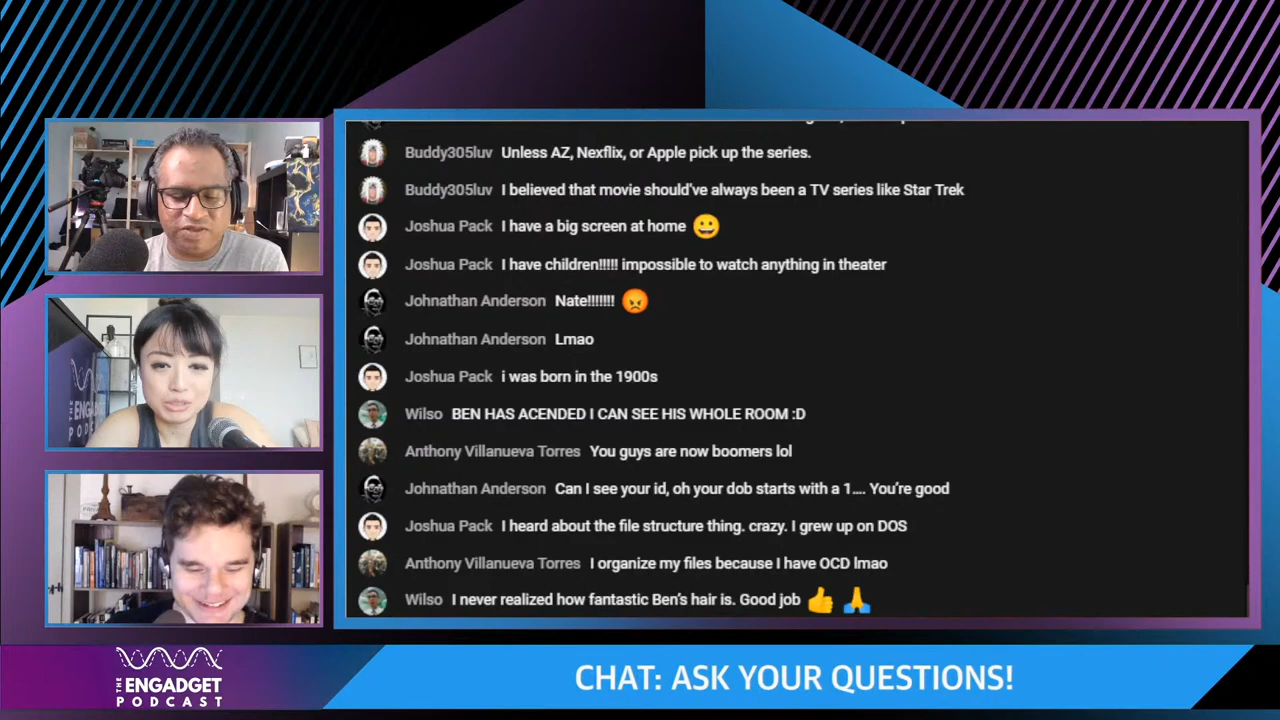 Buddy305luv Unless AZ, Nexflix, or Apple pick up the series.
Buddy305luv I believed that movie should've always been a TV series like Star Trek
Joshua Pack I have a big screen at home 😀
Joshua Pack I have children!!!!! impossible to watch anything in theater
Johnathan Anderson Nate!!!!!!! 😡
Johnathan Anderson Lmao
Joshua Pack i was born in the 1900s
Wilso BEN HAS ACENDED I CAN SEE HIS WHOLE ROOM :D
Anthony Villanueva Torres You guys are now boomers lol
Johnathan Anderson Can I see your id, oh your dob starts with a 1.... You're good
Joshua Pack I heard about the file structure thing. crazy. I grew up on DOS
Anthony Villanueva Torres I organize my files because I have OCD lmao
Wilso I never realized how fantastic Ben's hair is. Good job 👍 🙏
THE ENGADGET PODCAST
THE
ENGADGET
PODCAST
CHAT: ASK YOUR QUESTIONS!